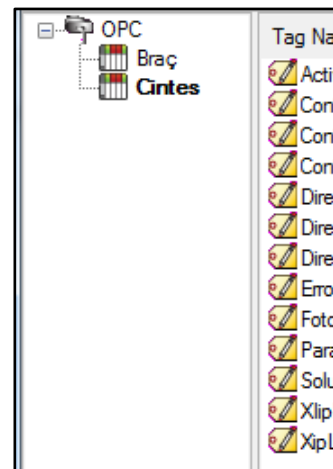 OPC
Braç
Cintes
Tag Na
Acti
Con
Con
Con
Dire
Dire
Dire
Erro
Foto
Para
Solu
Xlip
XipL